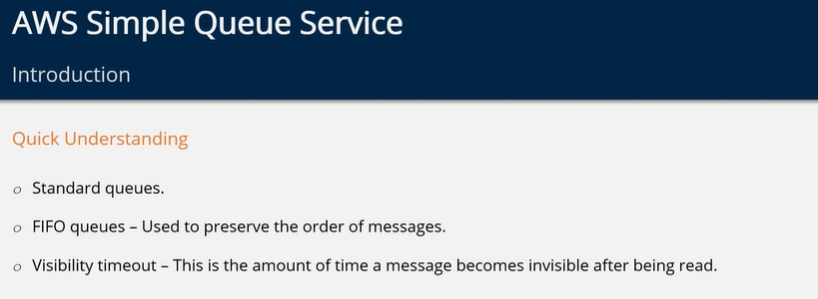 AWS Simple Queue Service
Introduction
Quick Understanding
o Standard queues.
o FIFO queues – Used to preserve the order of messages.
o Visibility timeout – This is the amount of time a message becomes invisible after being read.